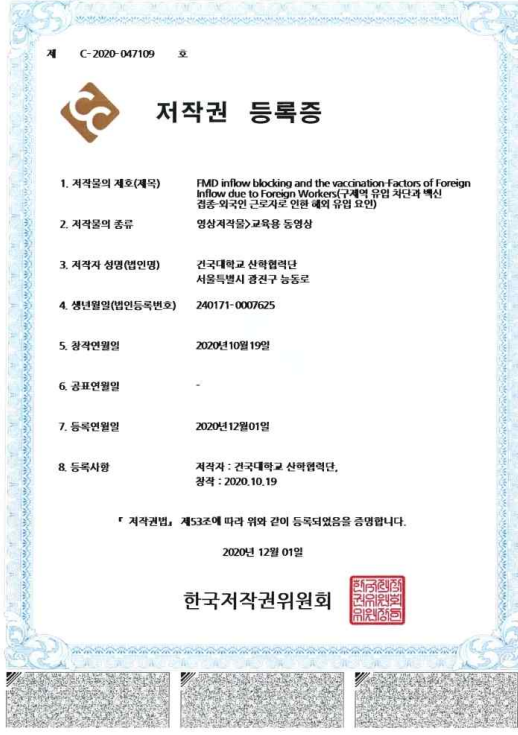 제 C-2020-047109 호
저작권 등록증
1. 저작물의 제호(제목) FMD inflow blocking and the vaccination-Factors of Foreign
Inflow due to Foreign Workers(구제역 유입 차단과 백신
접종-외국인 근로자로 인한 해외 유입 요인)
2. 저작물의 종류 영상저작물>교육용 동영상
3. 저작자 성명(법인명) 건국대학교 산학협력단
서울특별시 광진구 능동로
4. 생년월일(법인등록번호) 240171-0007625
5. 창작연월일 2020년10월19일
6. 공표연월일 -
7. 등록연월일 2020년12월01일
8. 등록사항 저작자 : 건국대학교 산학협력단,
창작 : 2020.10.19
『 저작권법』 제53조에 따라 위와 같이 등록되었음을 증명합니다.
2020년 12월 01일
한국저작권위원회